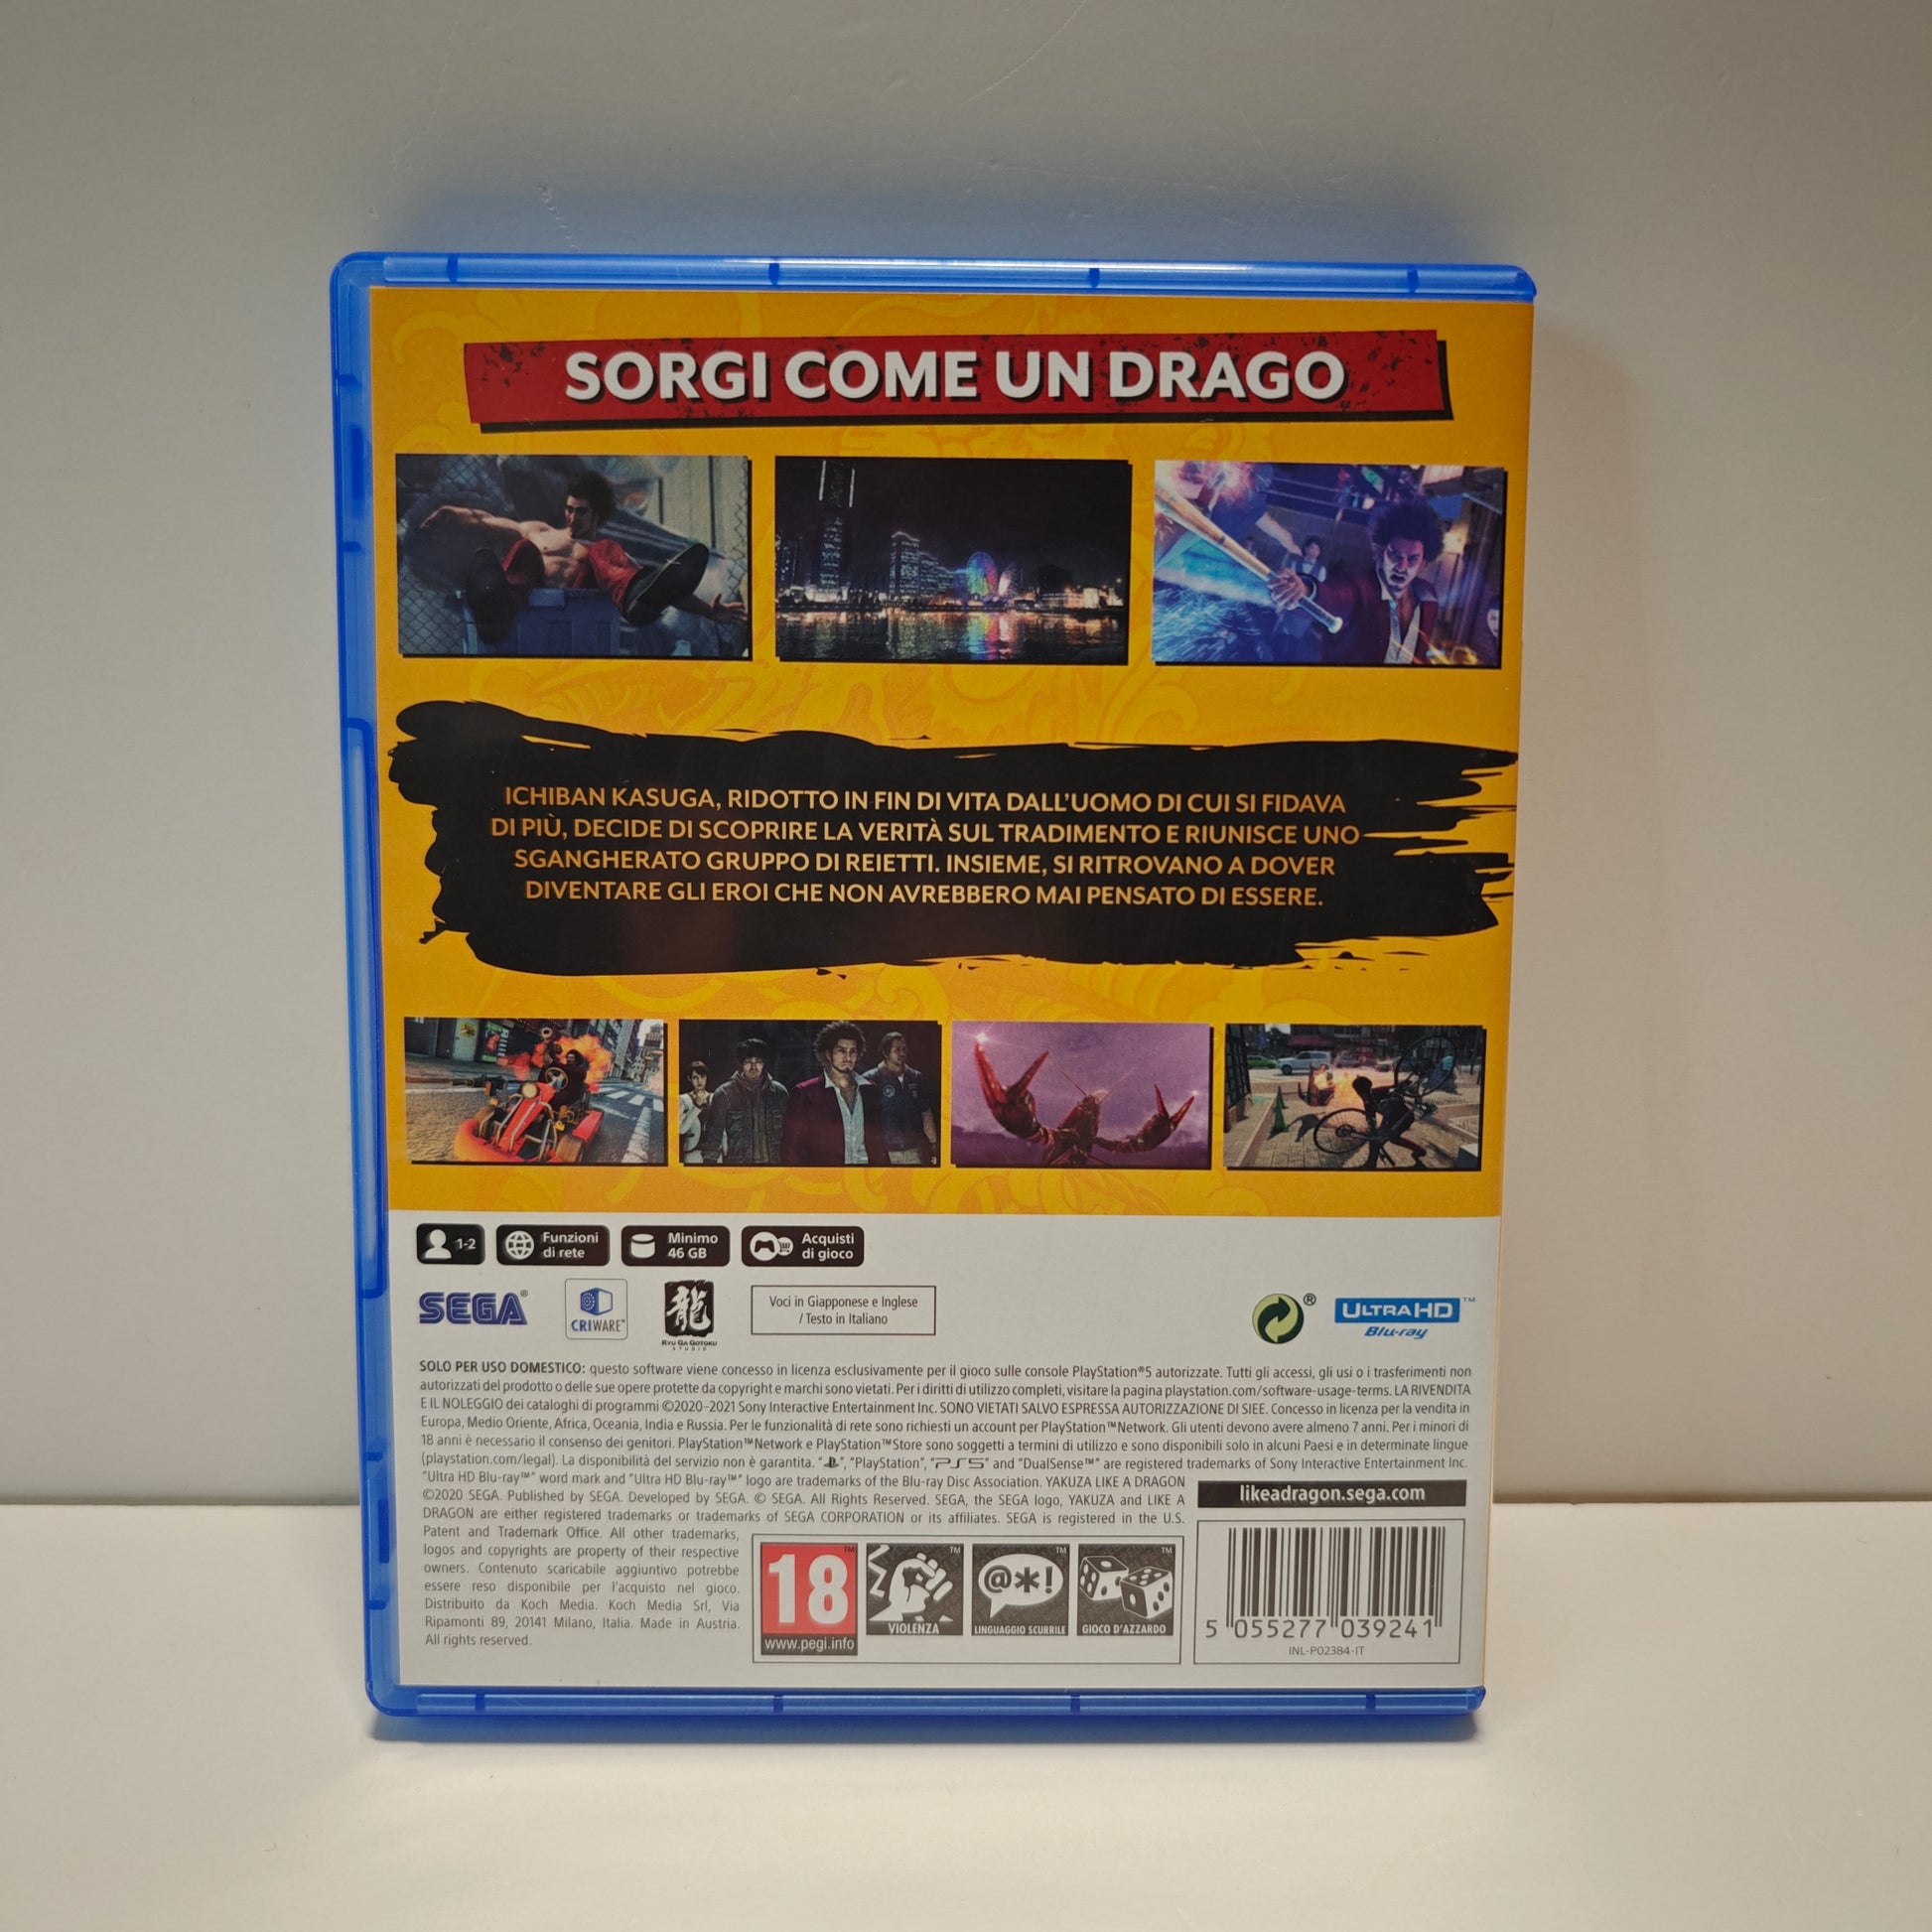 SORGI COME UN DRAGO
ICHIBAN KASUGA, RIDOTTO IN FIN DI VITA DALL'UOMO DI CUI SI FIDAVA
DI PIÙ, DECIDE DI SCOPRIRE LA VERITÀ SUL TRADIMENTO E RIUNISCE UNO
SGANGHERATO GRUPPO DI REIETTI. INSIEME, SI RITROVANO A DOVER
DIVENTARE GLI EROI CHE NON AVREBBERO MAI PENSATO DI ESSERE.
1-2
Funzioni
di rete
Minimo
46 GB
Acquisti
di gioco
SEGA®
CRIWARE™
龍
RYU GA GOTOKU
STUDIO
Voci in Giapponese e Inglese
/ Testo in Italiano
®
ULTRA HD™
Blu-ray
SOLO PER USO DOMESTICO: questo software viene concesso in licenza esclusivamente per il gioco sulle console PlayStation®5 autorizzate. Tutti gli accessi, gli usi o i trasferimenti non
autorizzati del prodotto o delle sue opere protette da copyright e marchi sono vietati. Per i diritti di utilizzo completi, visitare la pagina playstation.com/software-usage-terms. LA RIVENDITA
E IL NOLEGGIO dei cataloghi di programmi ©2020-2021 Sony Interactive Entertainment Inc. SONO VIETATI SALVO ESPRESSA AUTORIZZAZIONE DI SIEE. Concesso in licenza per la vendita in
Europa, Medio Oriente, Africa, Oceania, India e Russia. Per le funzionalità di rete sono richiesti un account per PlayStation™Network. Gli utenti devono avere almeno 7 anni. Per i minori di
18 anni è necessario il consenso dei genitori. PlayStation™Network e PlayStation™Store sono soggetti a termini di utilizzo e sono disponibili solo in alcuni Paesi e in determinate lingue
(playstation.com/legal). La disponibilità del servizio non è garantita. "", "PlayStation", "PS5" and "DualSense™" are registered trademarks of Sony Interactive Entertainment Inc.
"Ultra HD Blu-ray™" word mark and "Ultra HD Blu-ray™" logo are trademarks of the Blu-ray Disc Association. YAKUZA LIKE A DRAGON
©2020 SEGA. Published by SEGA. Developed by SEGA. © SEGA. All Rights Reserved. SEGA, the SEGA logo, YAKUZA and LIKE A
DRAGON are either registered trademarks or trademarks of SEGA CORPORATION or its affiliates. SEGA is registered in the U.S.
Patent and Trademark Office. All other trademarks,
logos and copyrights are property of their respective
owners. Contenuto scaricabile aggiuntivo potrebbe
essere reso disponibile per l'acquisto nel gioco.
Distribuito da Koch Media. Koch Media Srl, Via
Ripamonti 89, 20141 Milano, Italia. Made in Austria.
All rights reserved.
18™
www.pegi.info
™
VIOLENZA
@*!™
LINGUAGGIO SCURRILE
™
GIOCO D'AZZARDO
likeadragon.sega.com
5 055277 039241
INL-P02384-IT